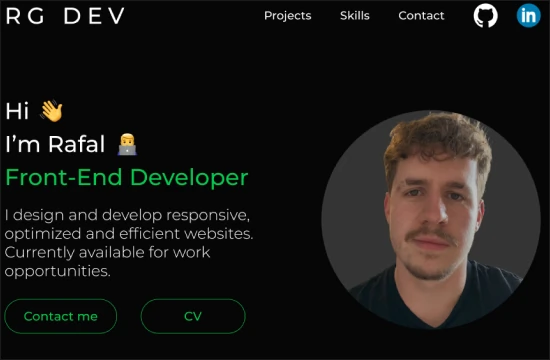 RG DEV
Projects Skills Contact
Hi 👋
I’m Rafal 👨‍💻
Front-End Developer
I design and develop responsive,
optimized and efficient websites.
Currently available for work
opportunities.
Contact me CV